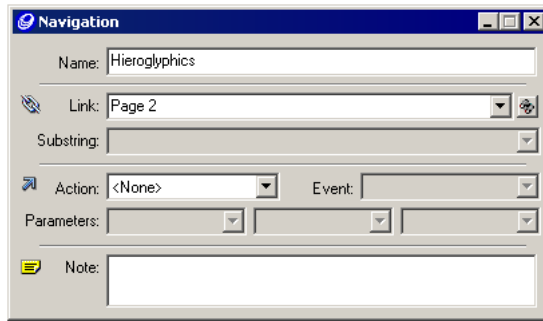 Navigation
Name: Hieroglyphics
Link: Page 2
Substring:
Action: <None> Event:
Parameters:
Note: